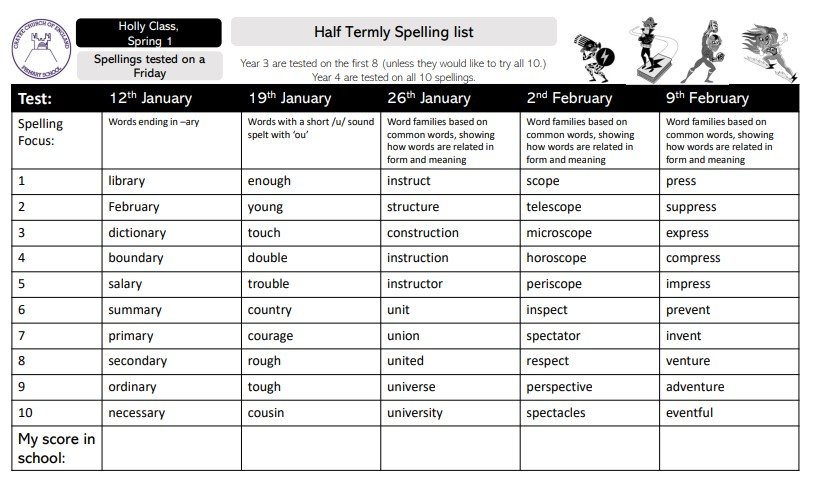 CRAYKE CHURCH OF ENGLAND
PRIMARY SCHOOL
Holly Class,
Spring 1
Spellings tested on a
Friday
Half Termly Spelling list
Year 3 are tested on the first 8 (unless they would like to try all 10.)
Year 4 are tested on all 10 spellings.
Test: 12th January 19th January 26th January 2nd February 9th February
Spelling Words ending in –ary Words with a short /u/ sound Word families based on Word families based on Word families based on
Focus: spelt with ‘ou’ common words, showing common words, showing common words, showing
how words are related in how words are related in how words are related in
form and meaning form and meaning form and meaning
1 library enough instruct scope press
2 February young structure telescope suppress
3 dictionary touch construction microscope express
4 boundary double instruction horoscope compress
5 salary trouble instructor periscope impress
6 summary country unit inspect prevent
7 primary courage union spectator invent
8 secondary rough united respect venture
9 ordinary tough universe perspective adventure
10 necessary cousin university spectacles eventful
My score in
school: